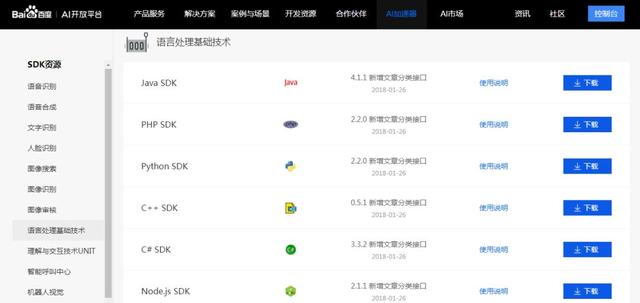 Bai百度 AI开放平台 产品服务 解决方案 案例与场景 开发资源 合作伙伴 AI加速器 AI市场 资讯 社区 控制台
语言处理基础技术
SDK资源
语音识别
语音合成
文字识别
人脸识别
图像搜索
图像识别
图像审核
语言处理基础技术
理解与交互技术UNIT
智能呼叫中心
机器人视觉
Java SDK Java 4.1.1 新增文章分类接口 使用说明 下载
2018-01-26
PHP SDK php 2.2.0 新增文章分类接口 使用说明 下载
2018-01-26
Python SDK 2.2.0 新增文章分类接口 使用说明 下载
2018-01-26
C++ SDK 0.5.1 新增文章分类接口 使用说明 下载
2018-01-26
C# SDK C# 3.3.2 新增文章分类接口 使用说明 下载
2018-01-26
Node.js SDK 2.1.1 新增文章分类接口 使用说明 下载